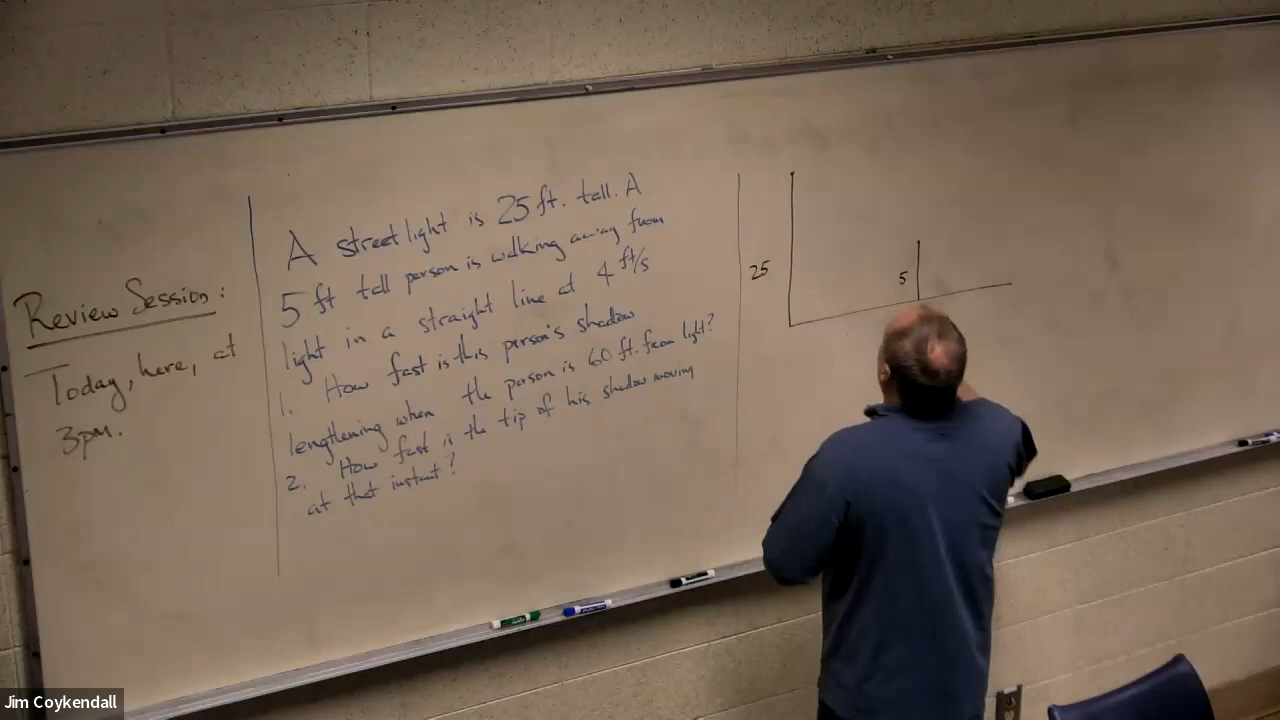 Review Session:
Today, here, at
3pm.
A streetlight is 25 ft. tall. A
5 ft tall person is walking away from
light in a straight line at 4 ft/s
1. How fast is this person's shadow
lengthening when the person is 60 ft. from light?
2. How fast is the tip of his shadow moving
at that instant?
25
5
Jim Coykendall